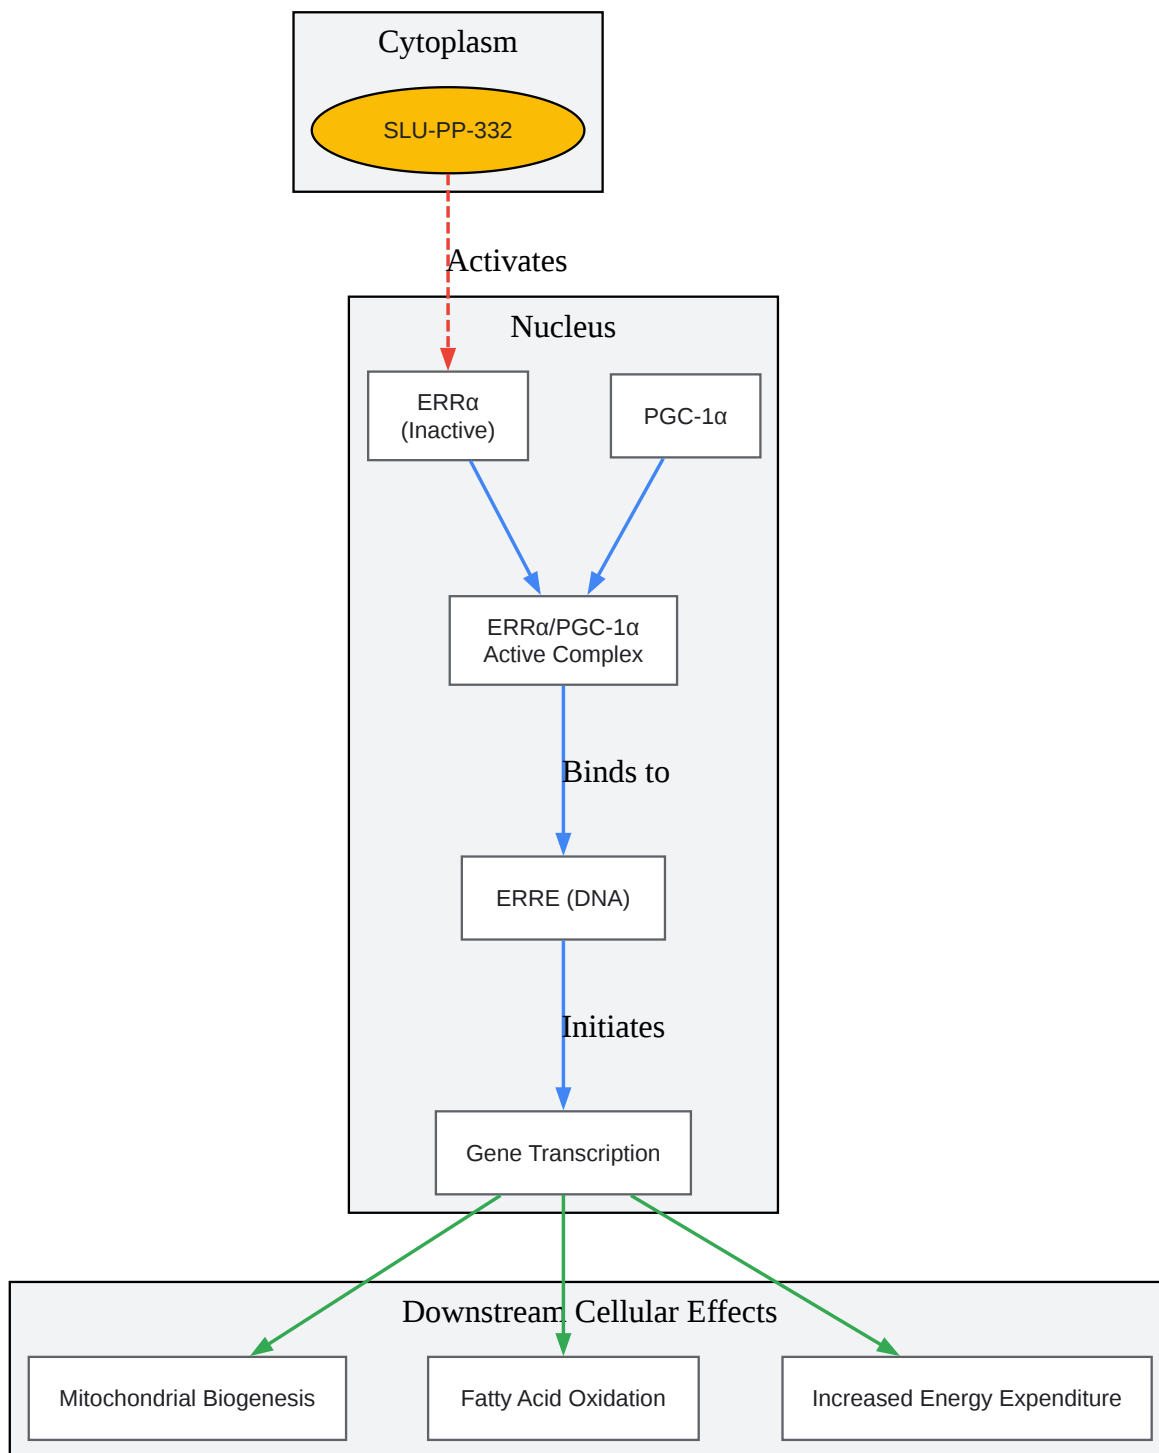 Cytoplasm
SLU-PP-332
Activates
Nucleus
ERRα
(Inactive)
PGC-1α
ERRα/PGC-1α
Active Complex
Binds to
ERRE (DNA)
Initiates
Gene Transcription
Downstream Cellular Effects
Mitochondrial Biogenesis
Fatty Acid Oxidation
Increased Energy Expenditure